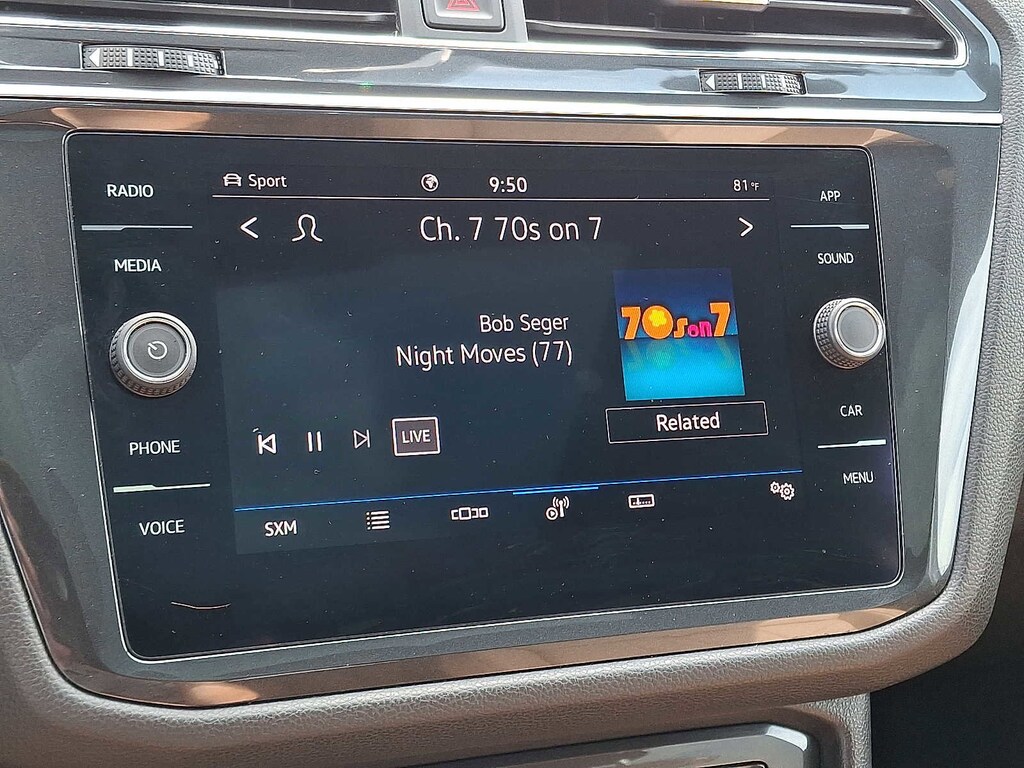 Sport
9:50
81°F
Ch. 7 70s on 7
Bob Seger
Night Moves (77)
70s on 7
Related
LIVE
SXM
RADIO
MEDIA
PHONE
VOICE
APP
SOUND
CAR
MENU